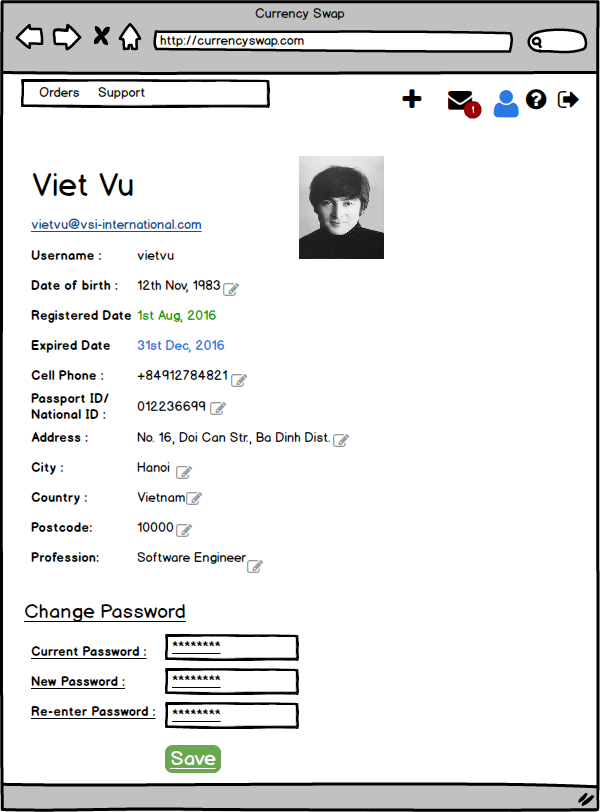 Currency Swap
http://currencyswap.com
Orders Support
1
Viet Vu
vietvu@vsi-international.com
Username : vietvu
Date of birth : 12th Nov, 1983
Registered Date 1st Aug, 2016
Expired Date 31st Dec, 2016
Cell Phone : +84912784821
Passport ID/
National ID : 012236699
Address : No. 16, Doi Can Str., Ba Dinh Dist.
City : Hanoi
Country : Vietnam
Postcode: 10000
Profession: Software Engineer
Change Password
Current Password : ********
New Password : ********
Re-enter Password : ********
Save